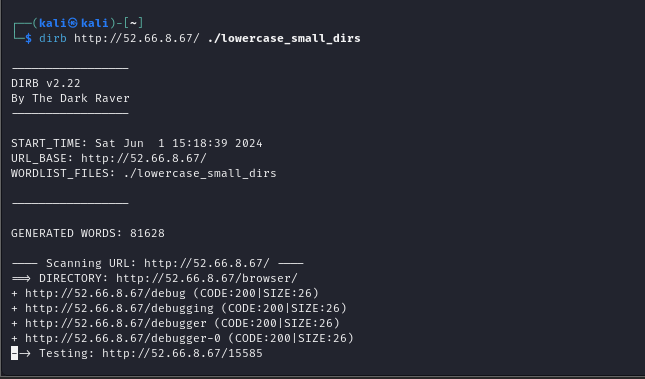 ┌──(kali㉿kali)-[~]
└─$ dirb http://52.66.8.67/ ./lowercase_small_dirs
-----------------
DIRB v2.22
By The Dark Raver
-----------------
START_TIME: Sat Jun 1 15:18:39 2024
URL_BASE: http://52.66.8.67/
WORDLIST_FILES: ./lowercase_small_dirs
-----------------
GENERATED WORDS: 81628
---- Scanning URL: http://52.66.8.67/ ----
==> DIRECTORY: http://52.66.8.67/browser/
+ http://52.66.8.67/debug (CODE:200|SIZE:26)
+ http://52.66.8.67/debugging (CODE:200|SIZE:26)
+ http://52.66.8.67/debugger (CODE:200|SIZE:26)
+ http://52.66.8.67/debugger-0 (CODE:200|SIZE:26)
--> Testing: http://52.66.8.67/15585